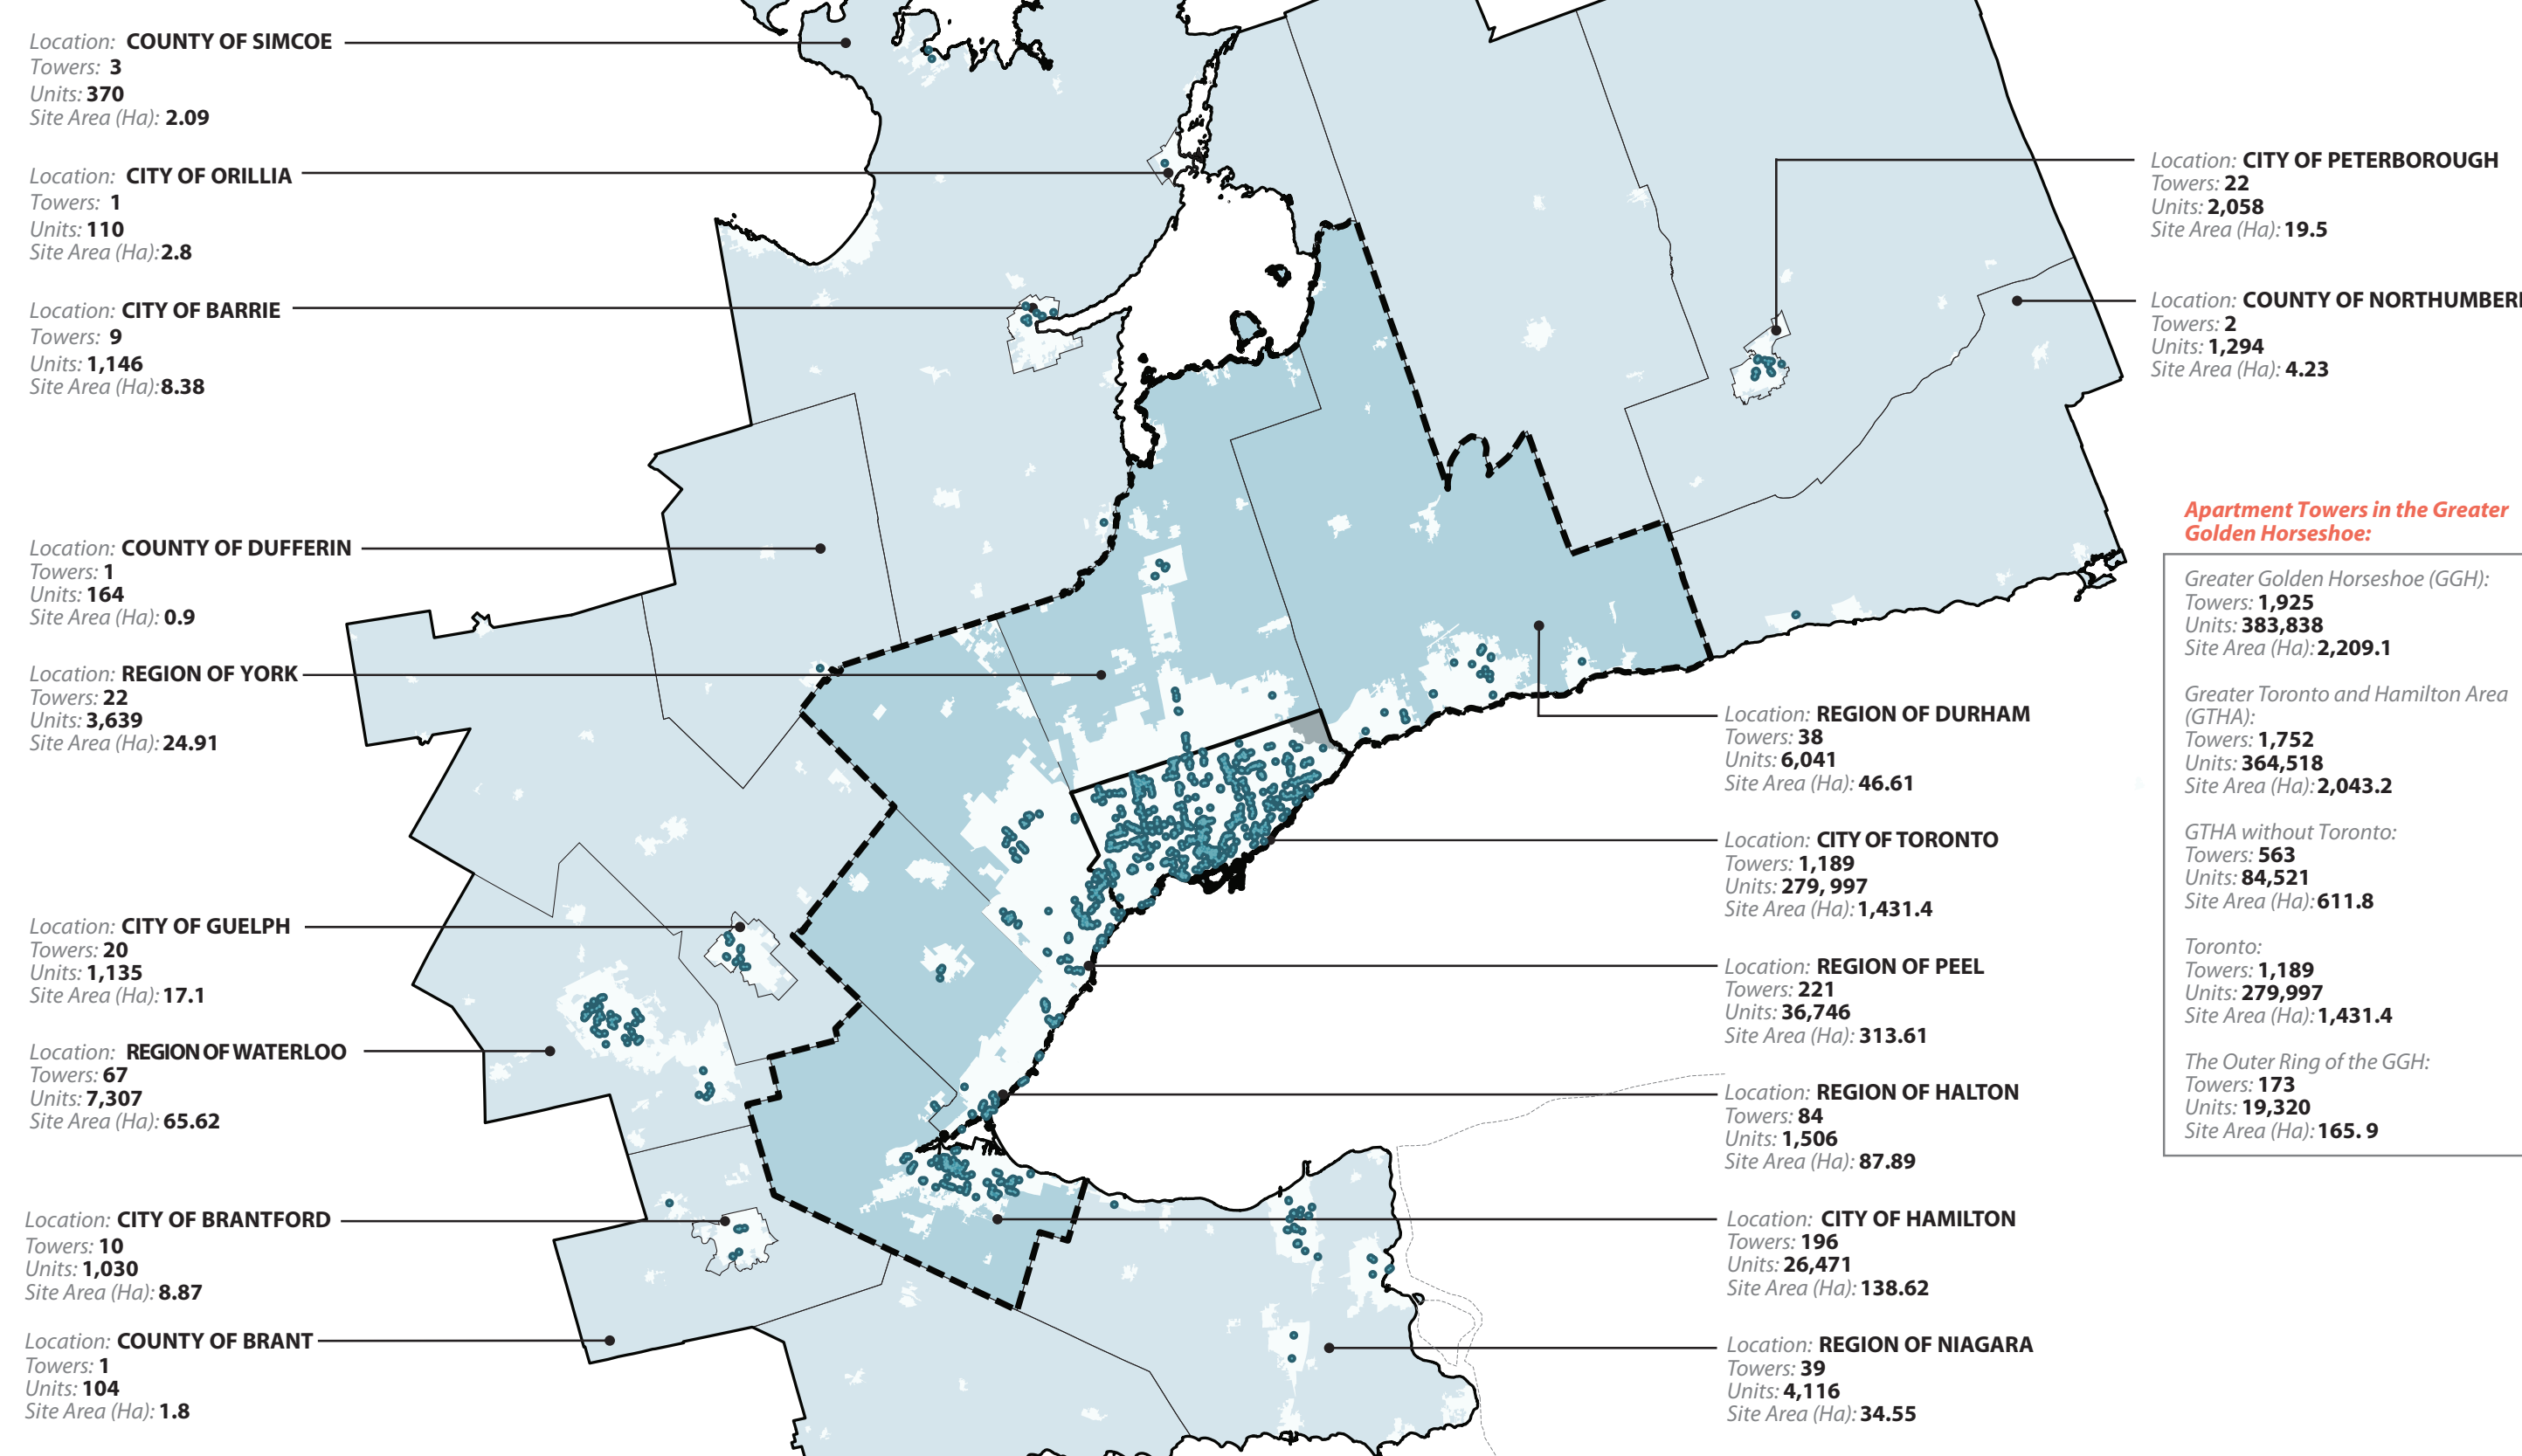 Location: COUNTY OF SIMCOE
Towers: 3
Units: 370
Site Area (Ha): 2.09
Location: CITY OF ORILLIA
Towers: 1
Units: 110
Site Area (Ha): 2.8
Location: CITY OF BARRIE
Towers: 9
Units: 1,146
Site Area (Ha): 8.38
Location: COUNTY OF DUFFERIN
Towers: 1
Units: 164
Site Area (Ha): 0.9
Location: REGION OF YORK
Towers: 22
Units: 3,639
Site Area (Ha): 24.91
Location: CITY OF GUELPH
Towers: 20
Units: 1,135
Site Area (Ha): 17.1
Location: REGION OF WATERLOO
Towers: 67
Units: 7,307
Site Area (Ha): 65.62
Location: CITY OF BRANTFORD
Towers: 10
Units: 1,030
Site Area (Ha): 8.87
Location: COUNTY OF BRANT
Towers: 1
Units: 104
Site Area (Ha): 1.8
Location: REGION OF DURHAM
Towers: 38
Units: 6,041
Site Area (Ha): 46.61
Location: CITY OF TORONTO
Towers: 1,189
Units: 279, 997
Site Area (Ha): 1,431.4
Location: REGION OF PEEL
Towers: 221
Units: 36,746
Site Area (Ha): 313.61
Location: REGION OF HALTON
Towers: 84
Units: 1,506
Site Area (Ha): 87.89
Location: CITY OF HAMILTON
Towers: 196
Units: 26,471
Site Area (Ha): 138.62
Location: REGION OF NIAGARA
Towers: 39
Units: 4,116
Site Area (Ha): 34.55
Location: CITY OF PETERBOROUGH
Towers: 22
Units: 2,058
Site Area (Ha): 19.5
Location: COUNTY OF
Towers: 2
Units: 1,294
Site Area (Ha): 4.23
Apartment Towers in the Greater
Golden Horseshoe:
Greater Golden Horseshoe (GGH):
Towers: 1,925
Units: 383,838
Site Area (Ha): 2,209.1
Greater Toronto and Hamilton Area
(GTHA):
Towers: 1,752
Units: 364,518
Site Area (Ha): 2,043.2
GTHA without Toronto:
Towers: 563
Units: 84,521
Site Area (Ha): 611.8
Toronto:
Towers: 1,189
Units: 279,997
Site Area (Ha): 1,431.4
The Outer Ring of the GGH:
Towers: 173
Units: 19,320
Site Area (Ha): 165. 9